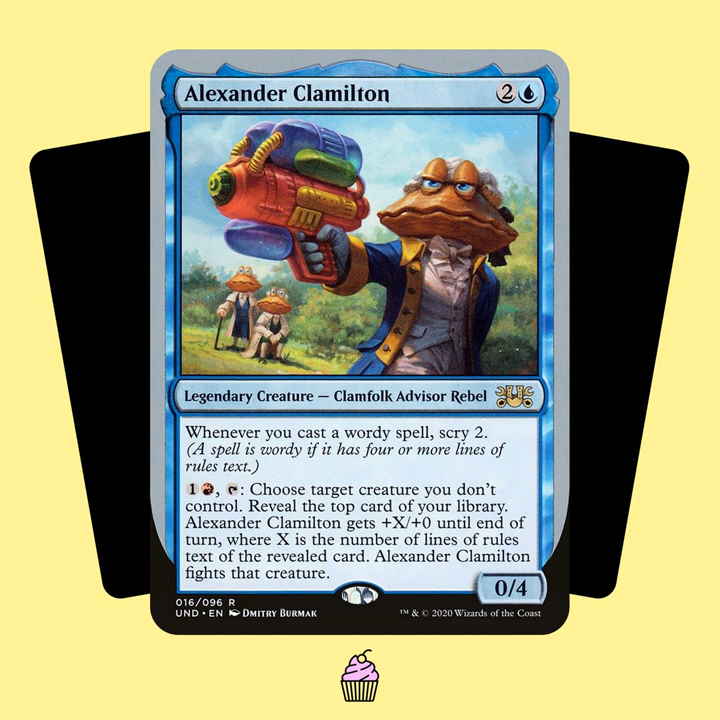 Alexander Clamilton
2
Legendary Creature — Clamfolk Advisor Rebel
Whenever you cast a wordy spell, scry 2.
(A spell is wordy if it has four or more lines of
rules text.)
1 , : Choose target creature you don't
control. Reveal the top card of your library.
Alexander Clamilton gets +X/+0 until end of
turn, where X is the number of lines of rules
text of the revealed card. Alexander Clamilton
fights that creature.
0/4
016/096 R
UND • EN Dmitry Burmak
™ & © 2020 Wizards of the Coast